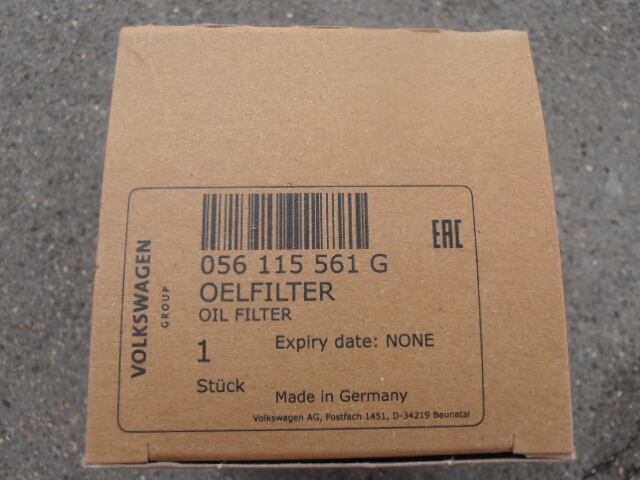 VOLKSWAGEN
GROUP
EAC
056 115 561 G
OELFILTER
OIL FILTER
1
Expiry date: NONE
Stück
Made in Germany
Volkswagen AG, Postfach 1451, D-34219 Baunatal